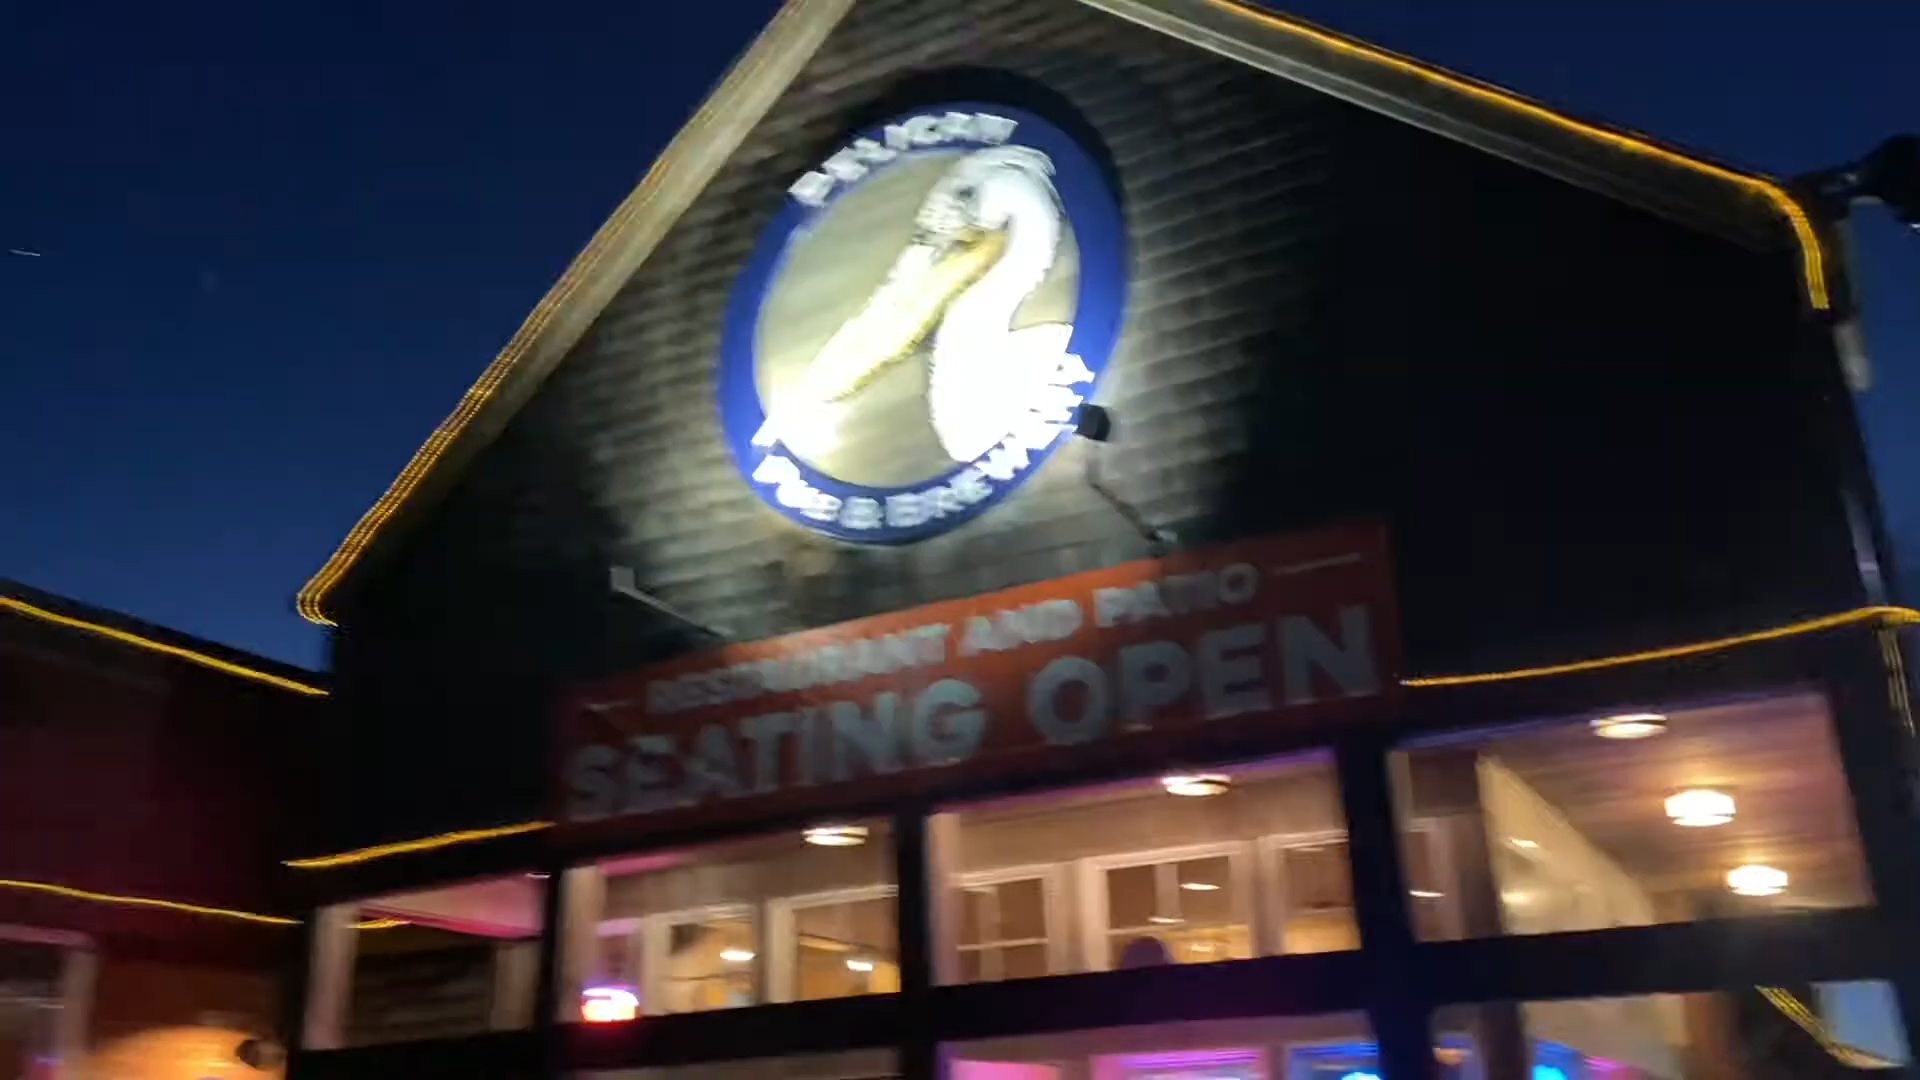 PELICAN
PUB & BREWERY
RESTAURANT AND PATIO
SEATING OPEN